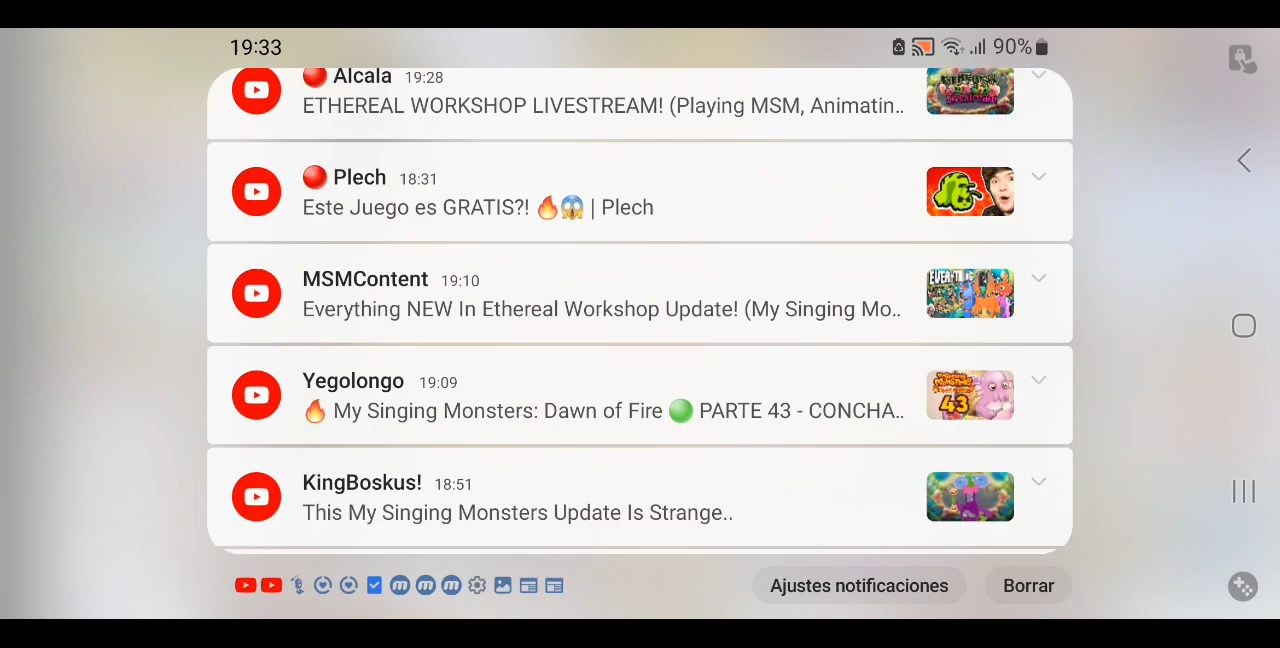 19:33
90%
🔴 Alcala 19:28
ETHEREAL WORKSHOP LIVESTREAM! (Playing MSM, Animatin..
🔴 Plech 18:31
Este Juego es GRATIS?! 🔥😱 | Plech
MSMContent 19:10
Everything NEW In Ethereal Workshop Update! (My Singing Mo..
EVERYTHING
Yegolongo 19:09
🔥 My Singing Monsters: Dawn of Fire 🟢 PARTE 43 - CONCHA..
43
KingBoskus! 18:51
This My Singing Monsters Update Is Strange..
Ajustes notificaciones
Borrar